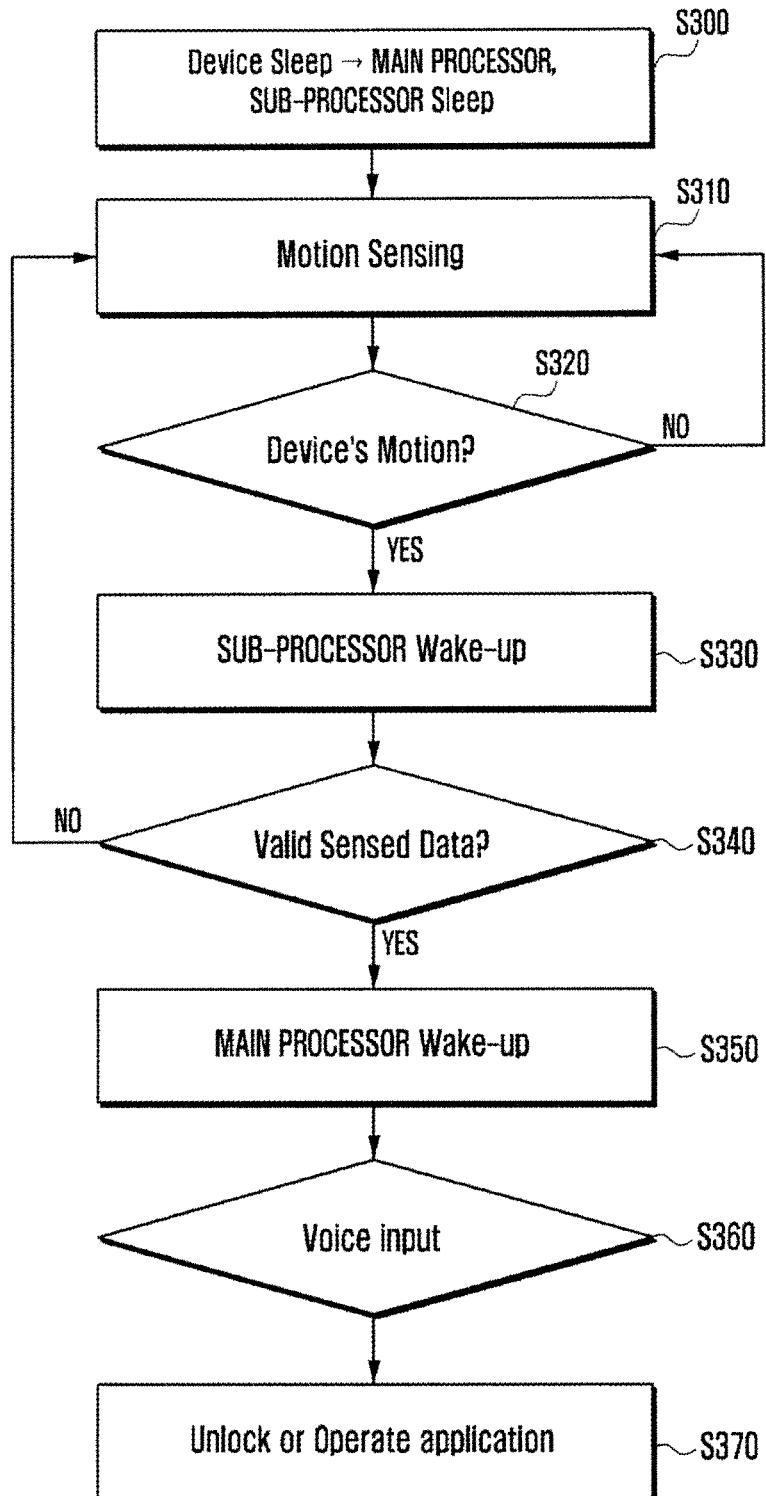 S300
Device Sleep → MAIN PROCESSOR,
SUB-PROCESSOR Sleep
S310
Motion Sensing
S320
Device's Motion?
NO
YES
SUB-PROCESSOR Wake-up
S330
NO
Valid Sensed Data?
S340
YES
MAIN PROCESSOR Wake-up
S350
Voice input
S360
Unlock or Operate application
S370